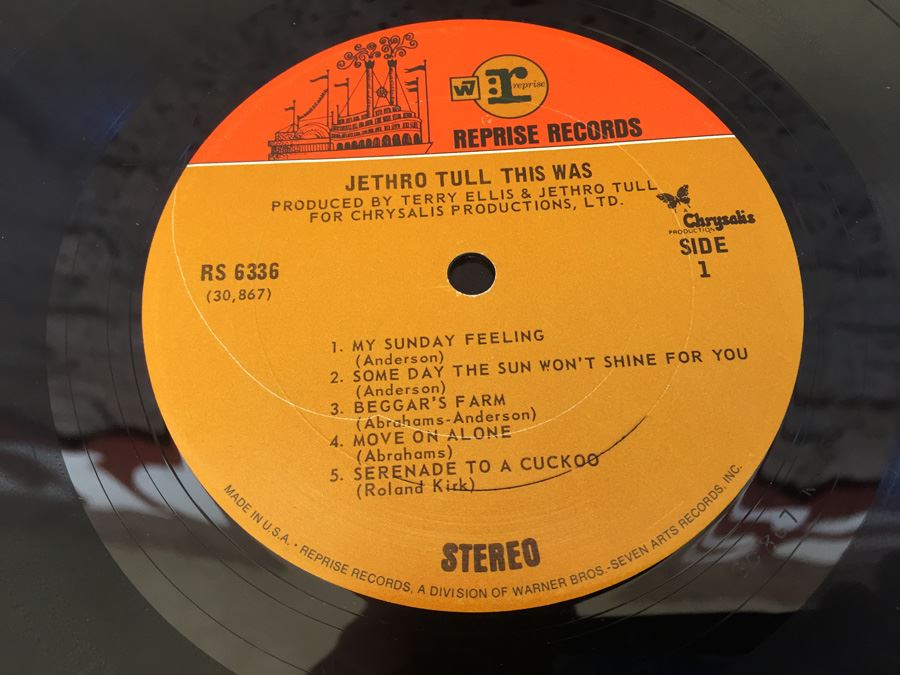 W7 r: reprise
REPRISE RECORDS
JETHRO TULL THIS WAS
PRODUCED BY TERRY ELLIS & JETHRO TULL
FOR CHRYSALIS PRODUCTIONS, LTD.
A
Chrysalis
PRODUCTION
SIDE
1
RS 6336
(30,867)
1. MY SUNDAY FEELING
(Anderson)
2. SOME DAY THE SUN WON'T SHINE FOR YOU
(Anderson)
3. BEGGAR'S FARM
(Abrahams-Anderson)
4. MOVE ON ALONE
(Abrahams)
5. SERENADE TO A CUCKOO
(Roland Kirk)
STEREO
MADE IN U.S.A. • REPRISE RECORDS, A DIVISION OF WARNER BROS.-SEVEN ARTS RECORDS, INC.